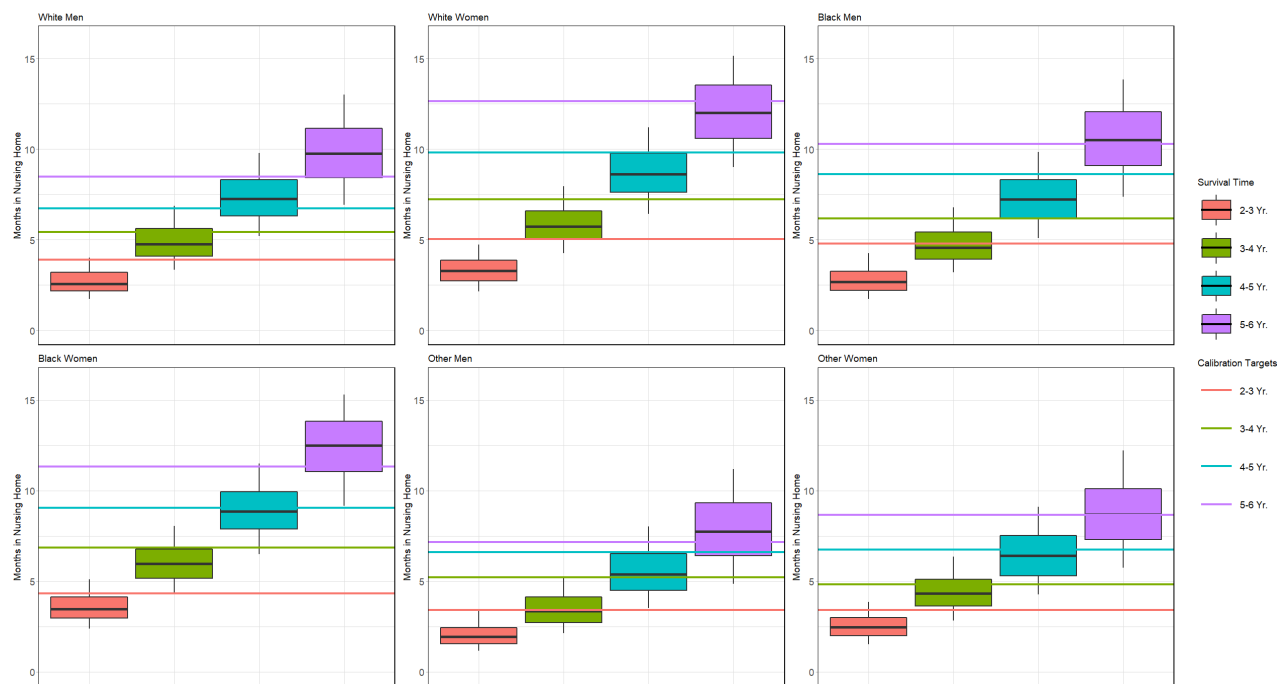 White Men
White Women
Black Men
Months in Nursing Home
15
10
5
0
Months in Nursing Home
15
10
5
0
Months in Nursing Home
15
10
5
0
Black Women
Other Men
Other Women
Months in Nursing Home
15
10
5
0
Months in Nursing Home
15
10
5
0
Months in Nursing Home
15
10
5
0
Survival Time
2-3 Yr.
3-4 Yr.
4-5 Yr.
5-6 Yr.
Calibration Targets
2-3 Yr.
3-4 Yr.
4-5 Yr.
5-6 Yr.